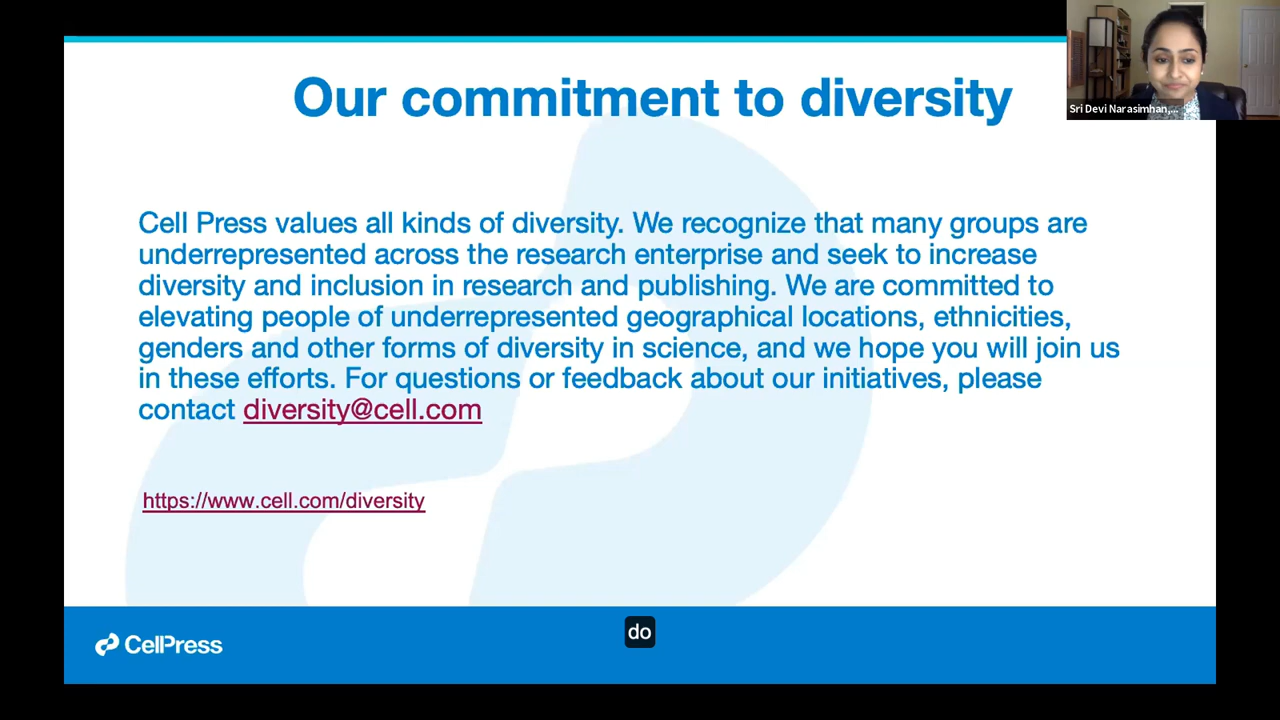 Our commitment to diversity
Sri Devi Narasimhan,...
Cell Press values all kinds of diversity. We recognize that many groups are
underrepresented across the research enterprise and seek to increase
diversity and inclusion in research and publishing. We are committed to
elevating people of underrepresented geographical locations, ethnicities,
genders and other forms of diversity in science, and we hope you will join us
in these efforts. For questions or feedback about our initiatives, please
contact diversity@cell.com
https://www.cell.com/diversity
do
CellPress